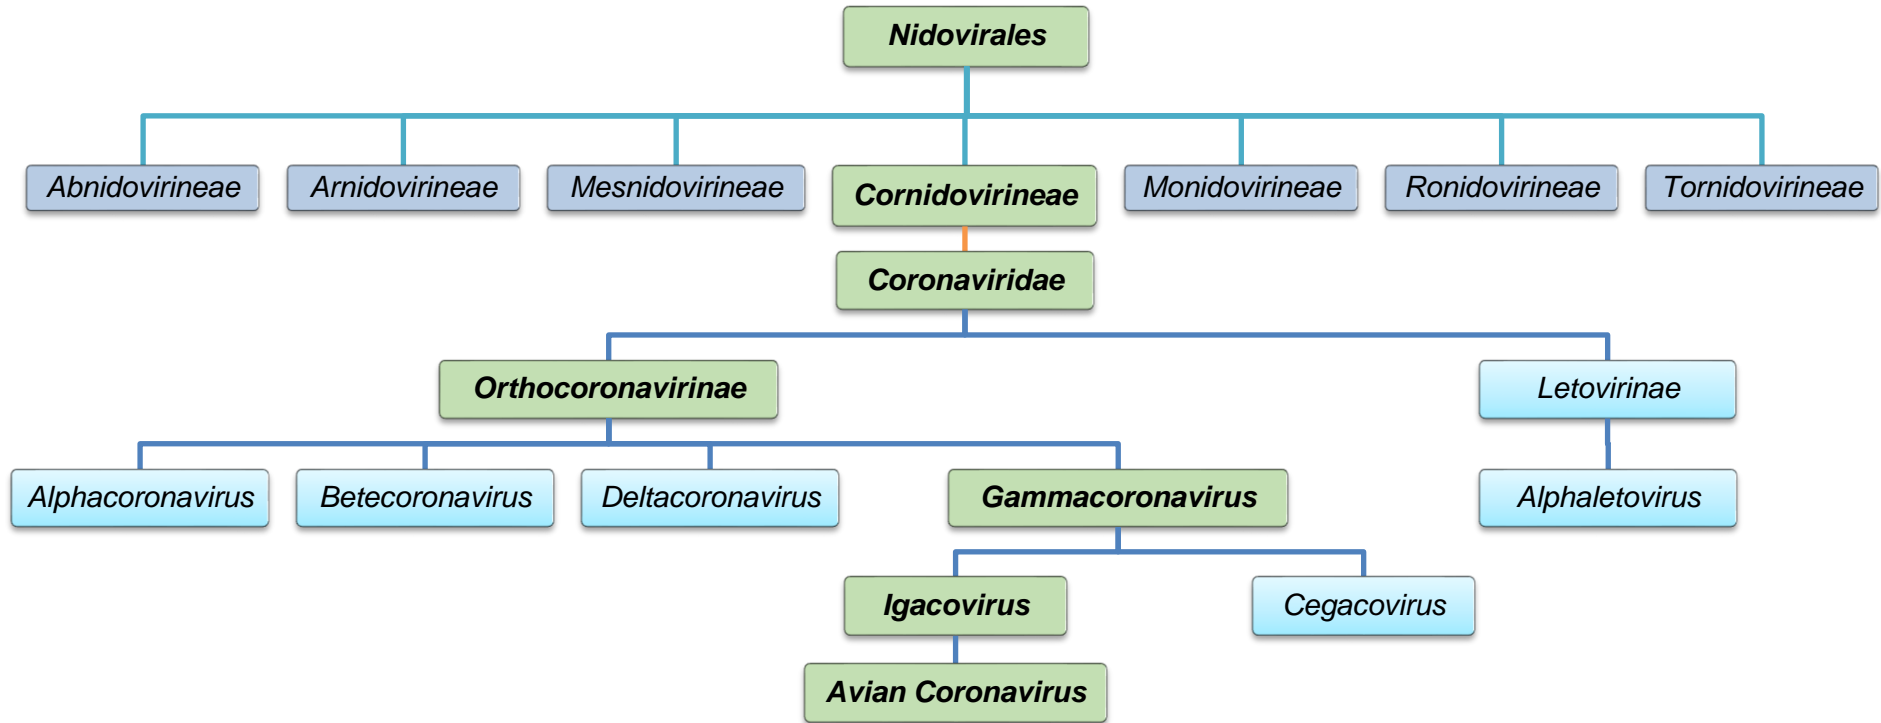 Nidovirales
Abnidovirineae
Arnidovirineae
Mesnidovirineae
Cornidovirineae
Monidovirineae
Ronidovirineae
Tornidovirineae
Coronaviridae
Orthocoronavirinae
Letovirinae
Alphacoronavirus
Betecoronavirus
Deltacoronavirus
Gammacoronavirus
Alphaletovirus
Igacovirus
Cegacovirus
Avian Coronavirus